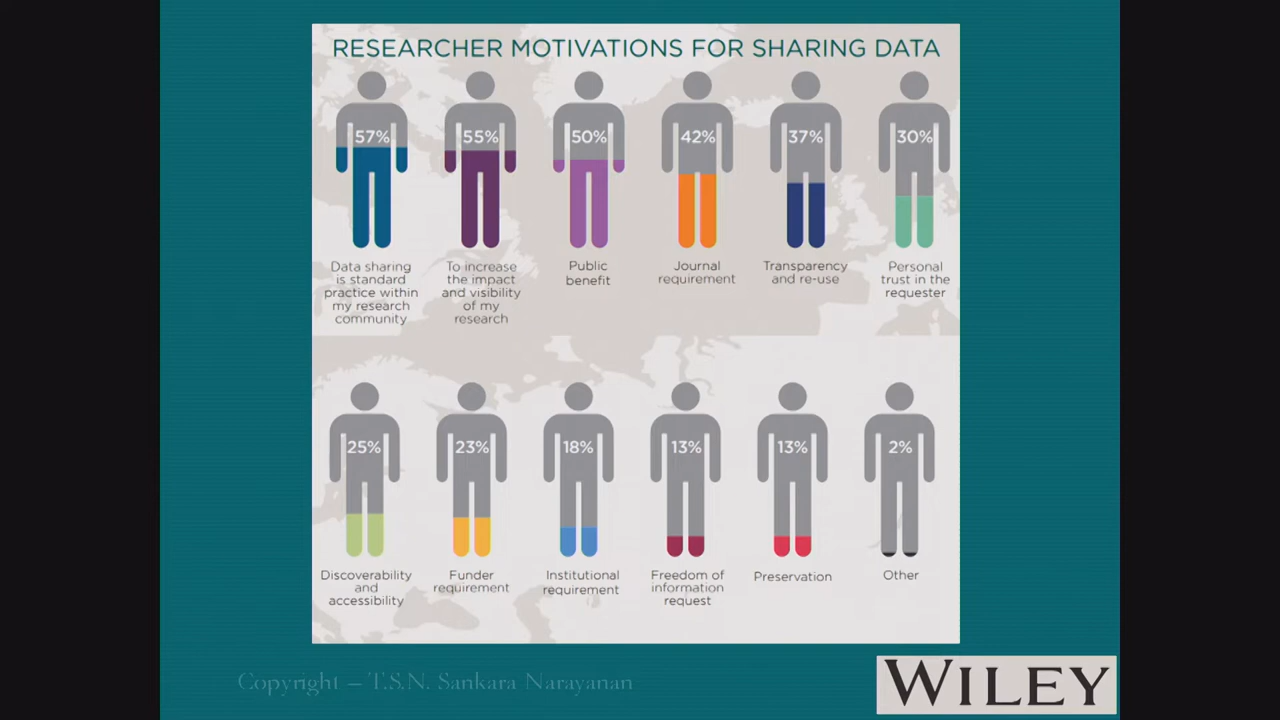 RESEARCHER MOTIVATIONS FOR SHARING DATA
57%
55%
50%
42%
37%
30%
Data sharing
is standard
practice within
my research
community
To increase
the impact
and visibility
of my
research
Public
benefit
Journal
requirement
Transparency
and re-use
Personal
trust in the
requester
25%
23%
18%
13%
13%
2%
Discoverability
and
accessibility
Funder
requirement
Institutional
requirement
Freedom of
information
request
Preservation
Other
Copyright – T.S.N. Sankara Narayanan
WILEY